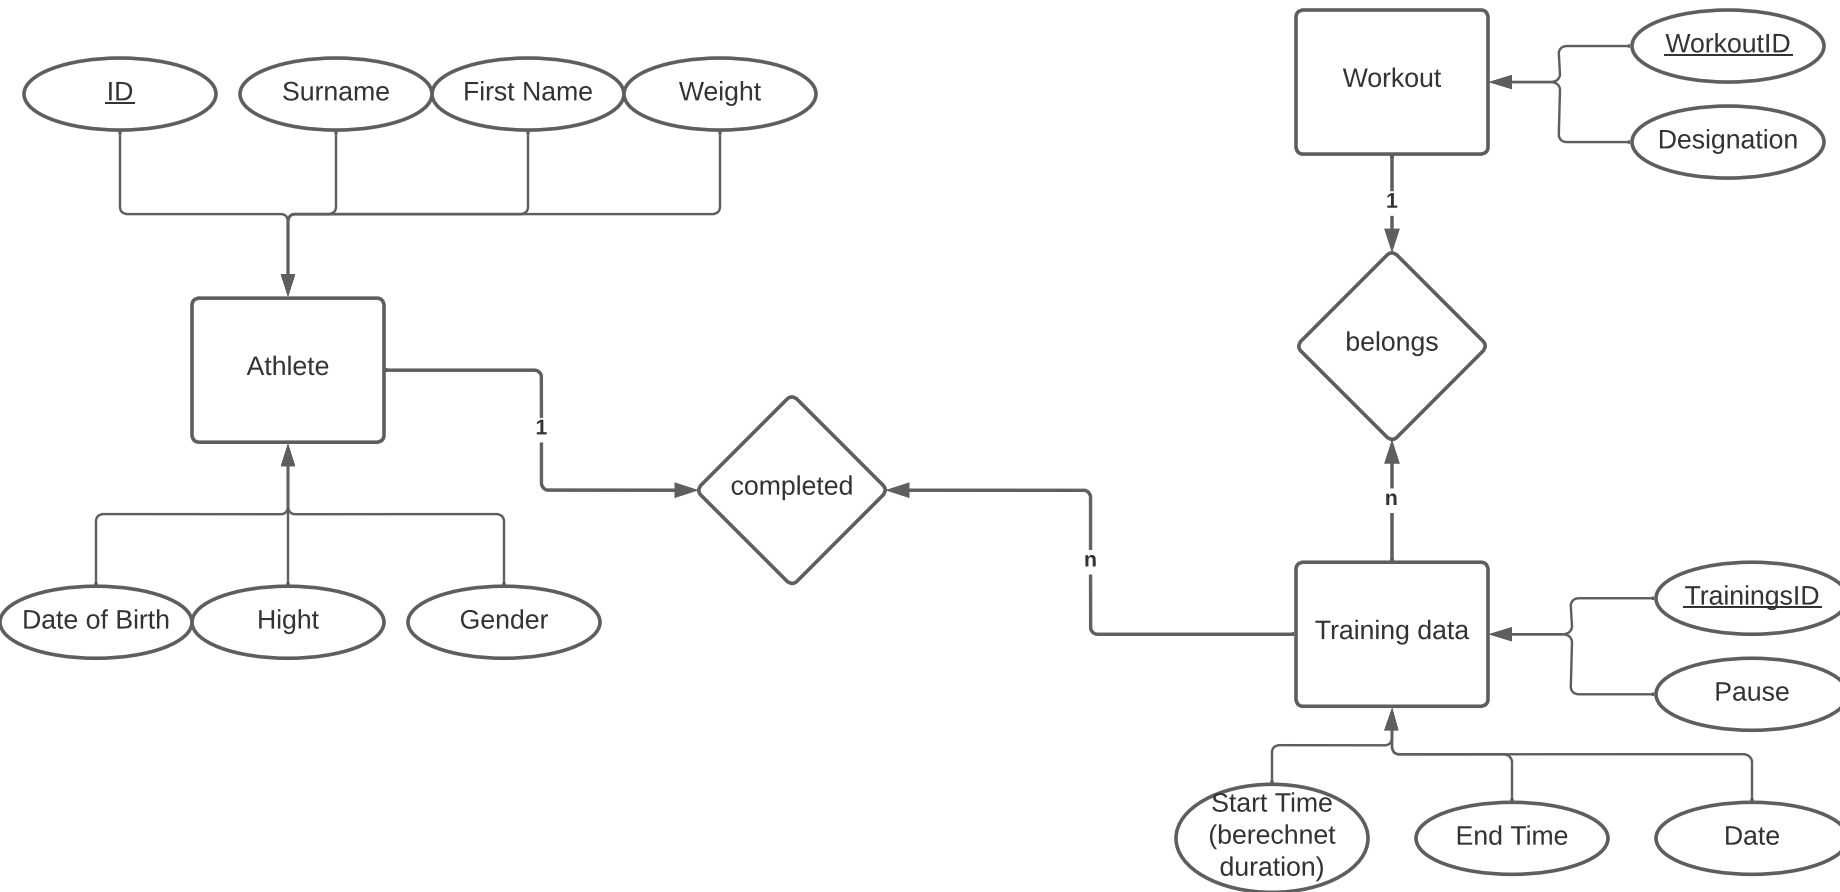 WorkoutID
Workout
Designation
ID
Surname
First Name
Weight
1
belongs
Athlete
1
completed
n
n
Date of Birth
Hight
Gender
Training data
TrainingsID
Pause
Start Time
(berechnet
duration)
End Time
Date